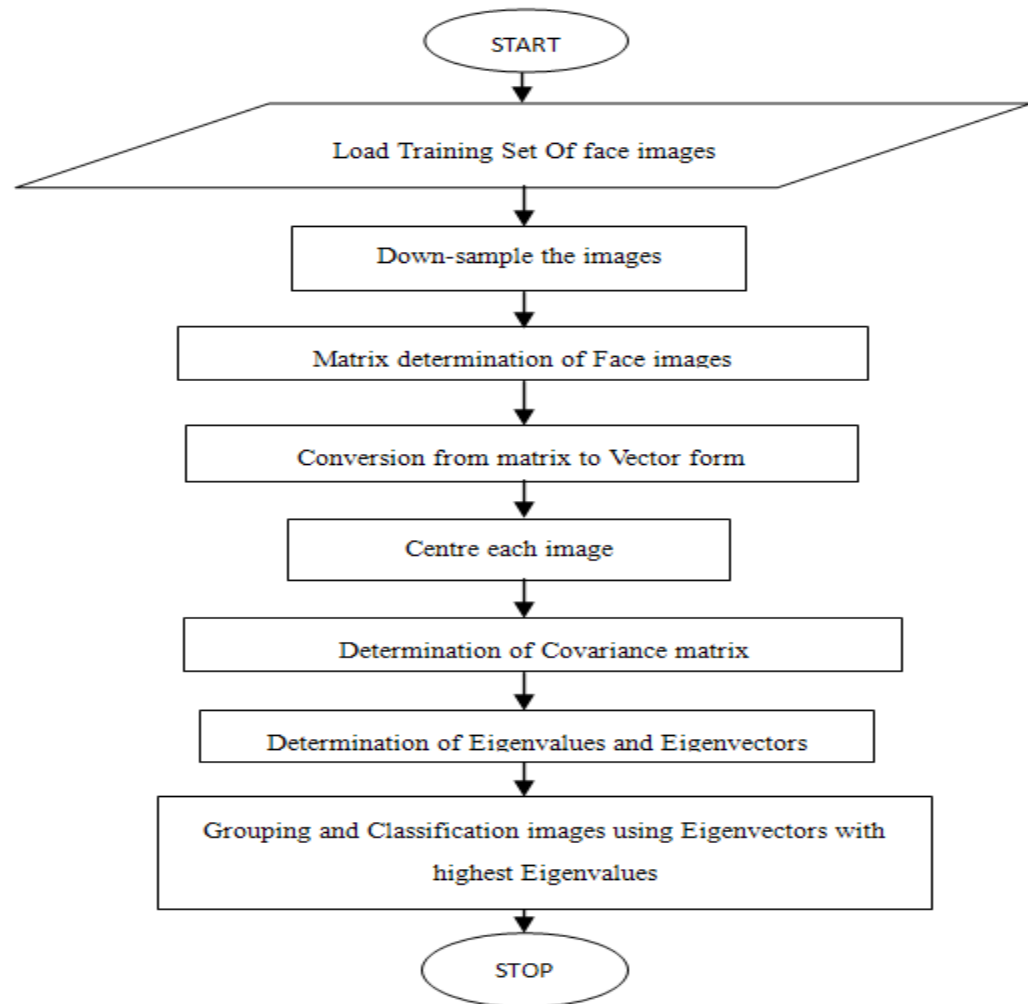 START
Load Training Set Of face images
Down-sample the images
Matrix determination of Face images
Conversion from matrix to Vector form
Centre each image
Determination of Covariance matrix
Determination of Eigenvalues and Eigenvectors
Grouping and Classification images using Eigenvectors with
highest Eigenvalues
STOP